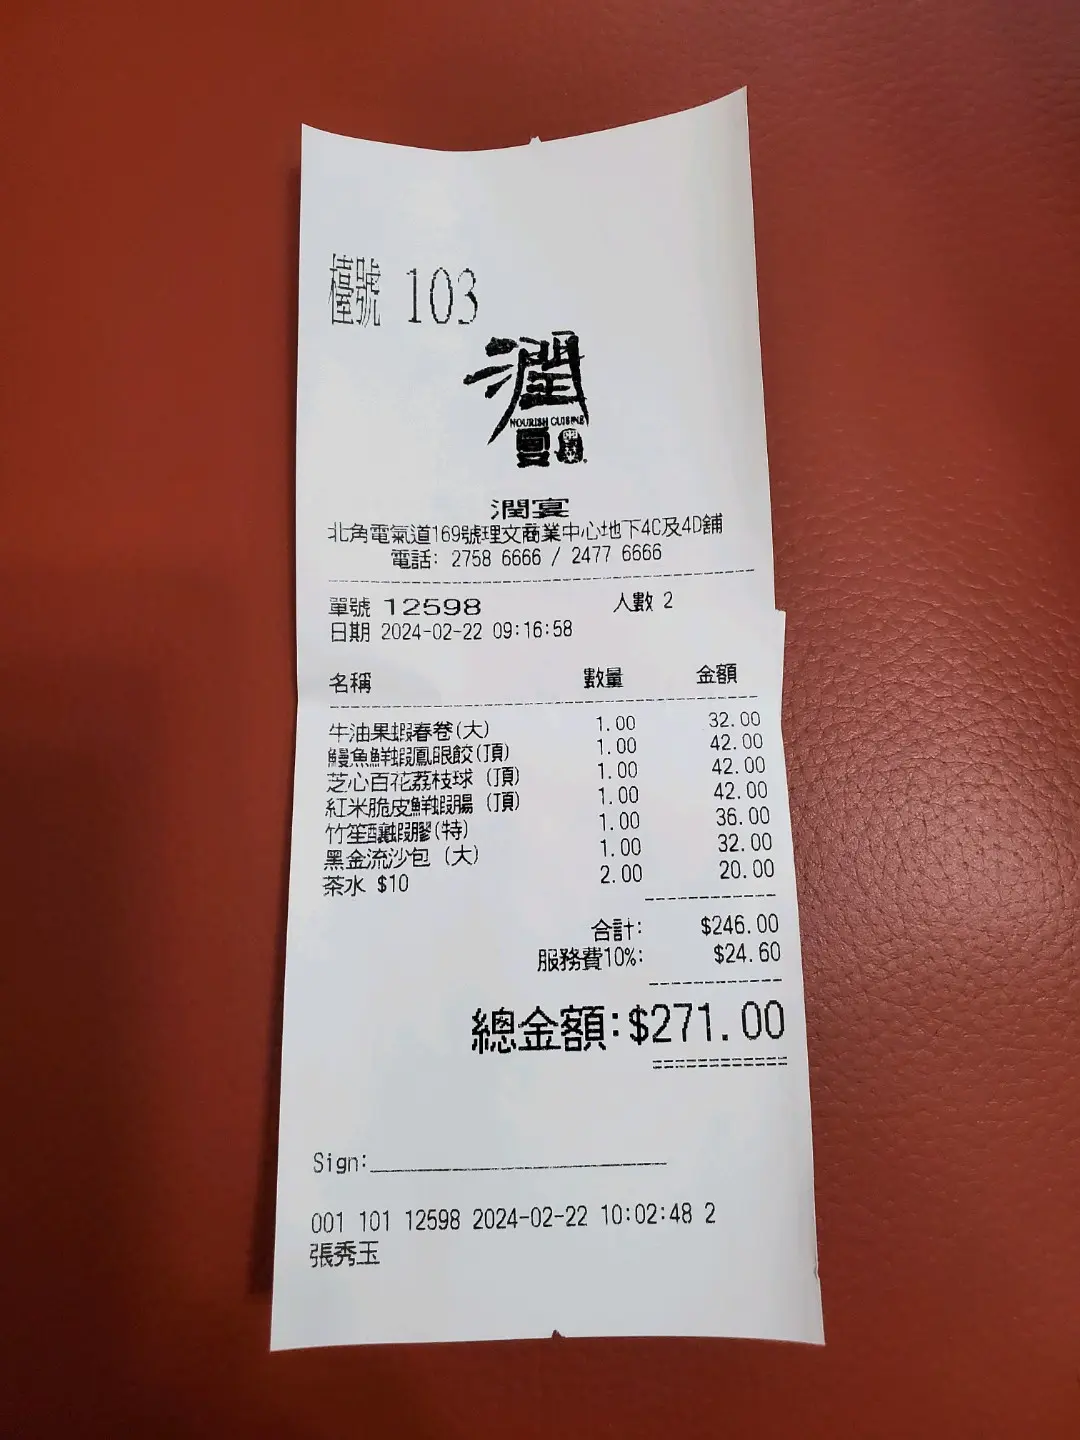 檯號 103
潤
NOURISH CUISINE
宴
潤宴
北角電氣道169號理文商業中心地下4C及4D舖
電話: 2758 6666 / 2477 6666
單號 12598 人數 2
日期 2024-02-22 09:16:58
名稱 數量 金額
牛油果蝦春卷(大) 1.00 32.00
鰻魚鮮蝦鳳眼餃(頂) 1.00 42.00
芝心百花荔枝球 (頂) 1.00 42.00
紅米脆皮鮮蝦腸 (頂) 1.00 42.00
竹笙釀蝦膠(特) 1.00 36.00
黑金流沙包 (大) 1.00 32.00
茶水 $10 2.00 20.00
合計: $246.00
服務費10%: $24.60
總金額:$271.00
Sign:
001 101 12598 2024-02-22 10:02:48 2
張秀玉